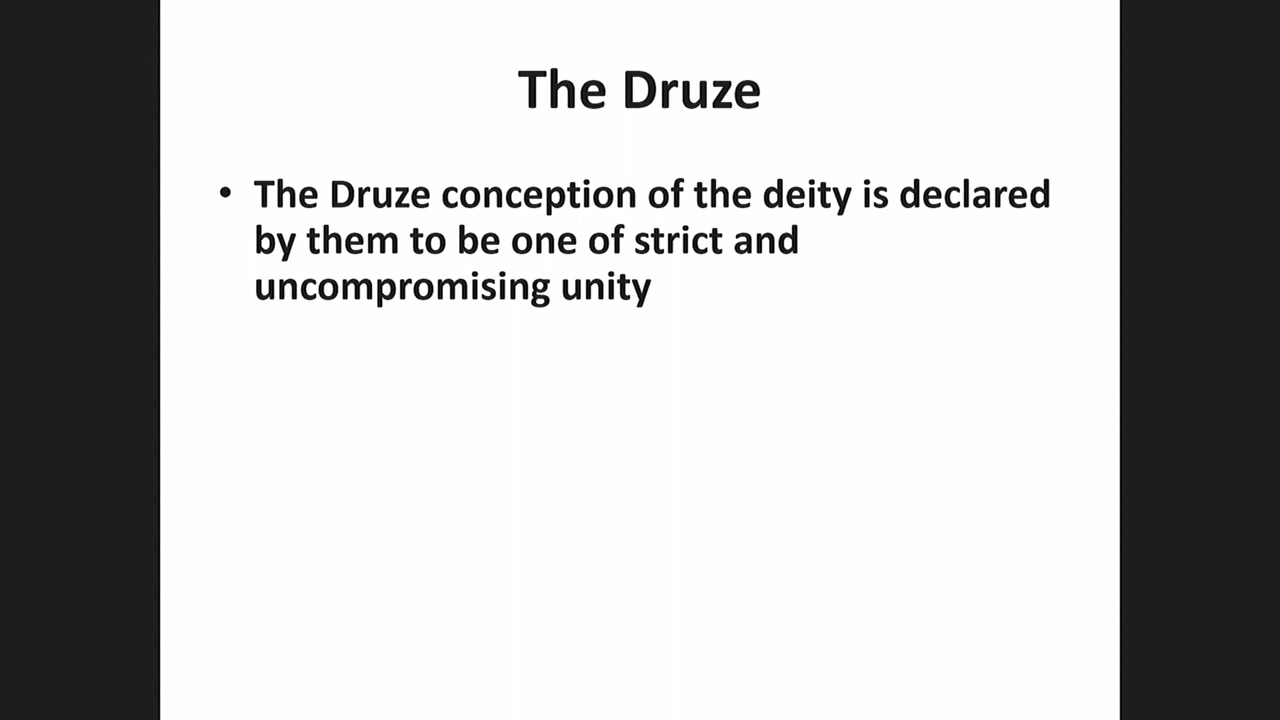 The Druze
• The Druze conception of the deity is declared
by them to be one of strict and
uncompromising unity